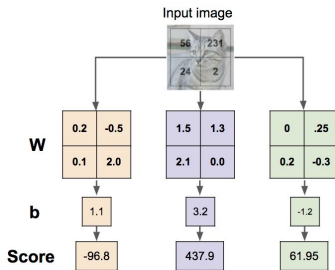 Input image
56 231
24 2
0.2 -0.5 1.5 1.3 0 .25
W
0.1 2.0 2.1 0.0 0.2 -0.3
b 1.1 3.2 -1.2
Score -96.8 437.9 61.95